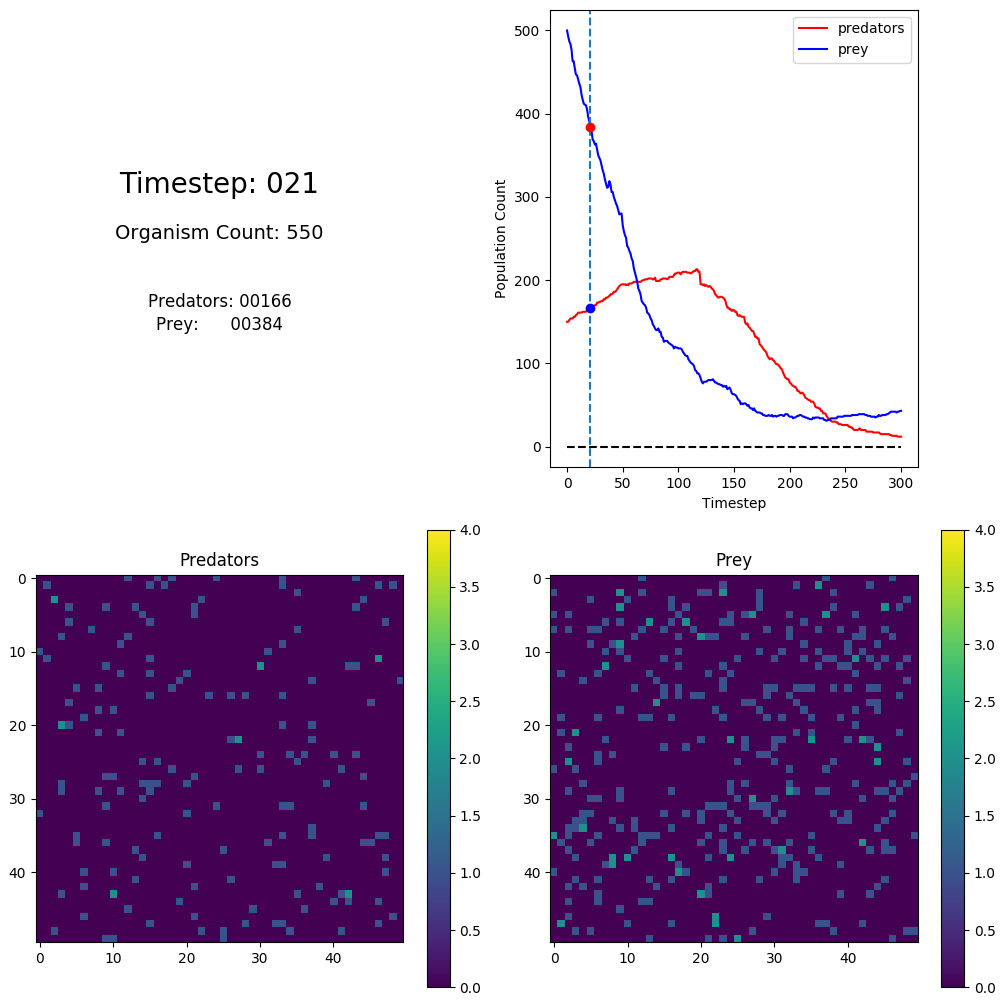 Timestep: 021
Organism Count: 550
Predators: 00166
Prey: 00384
predators
prey
500
400
300
200
100
0
Population Count
0 50 100 150 200 250 300
Timestep
Predators
0
10
20
30
40
0 10 20 30 40
4.0
3.5
3.0
2.5
2.0
1.5
1.0
0.5
0.0
Prey
0
10
20
30
40
0 10 20 30 40
4.0
3.5
3.0
2.5
2.0
1.5
1.0
0.5
0.0